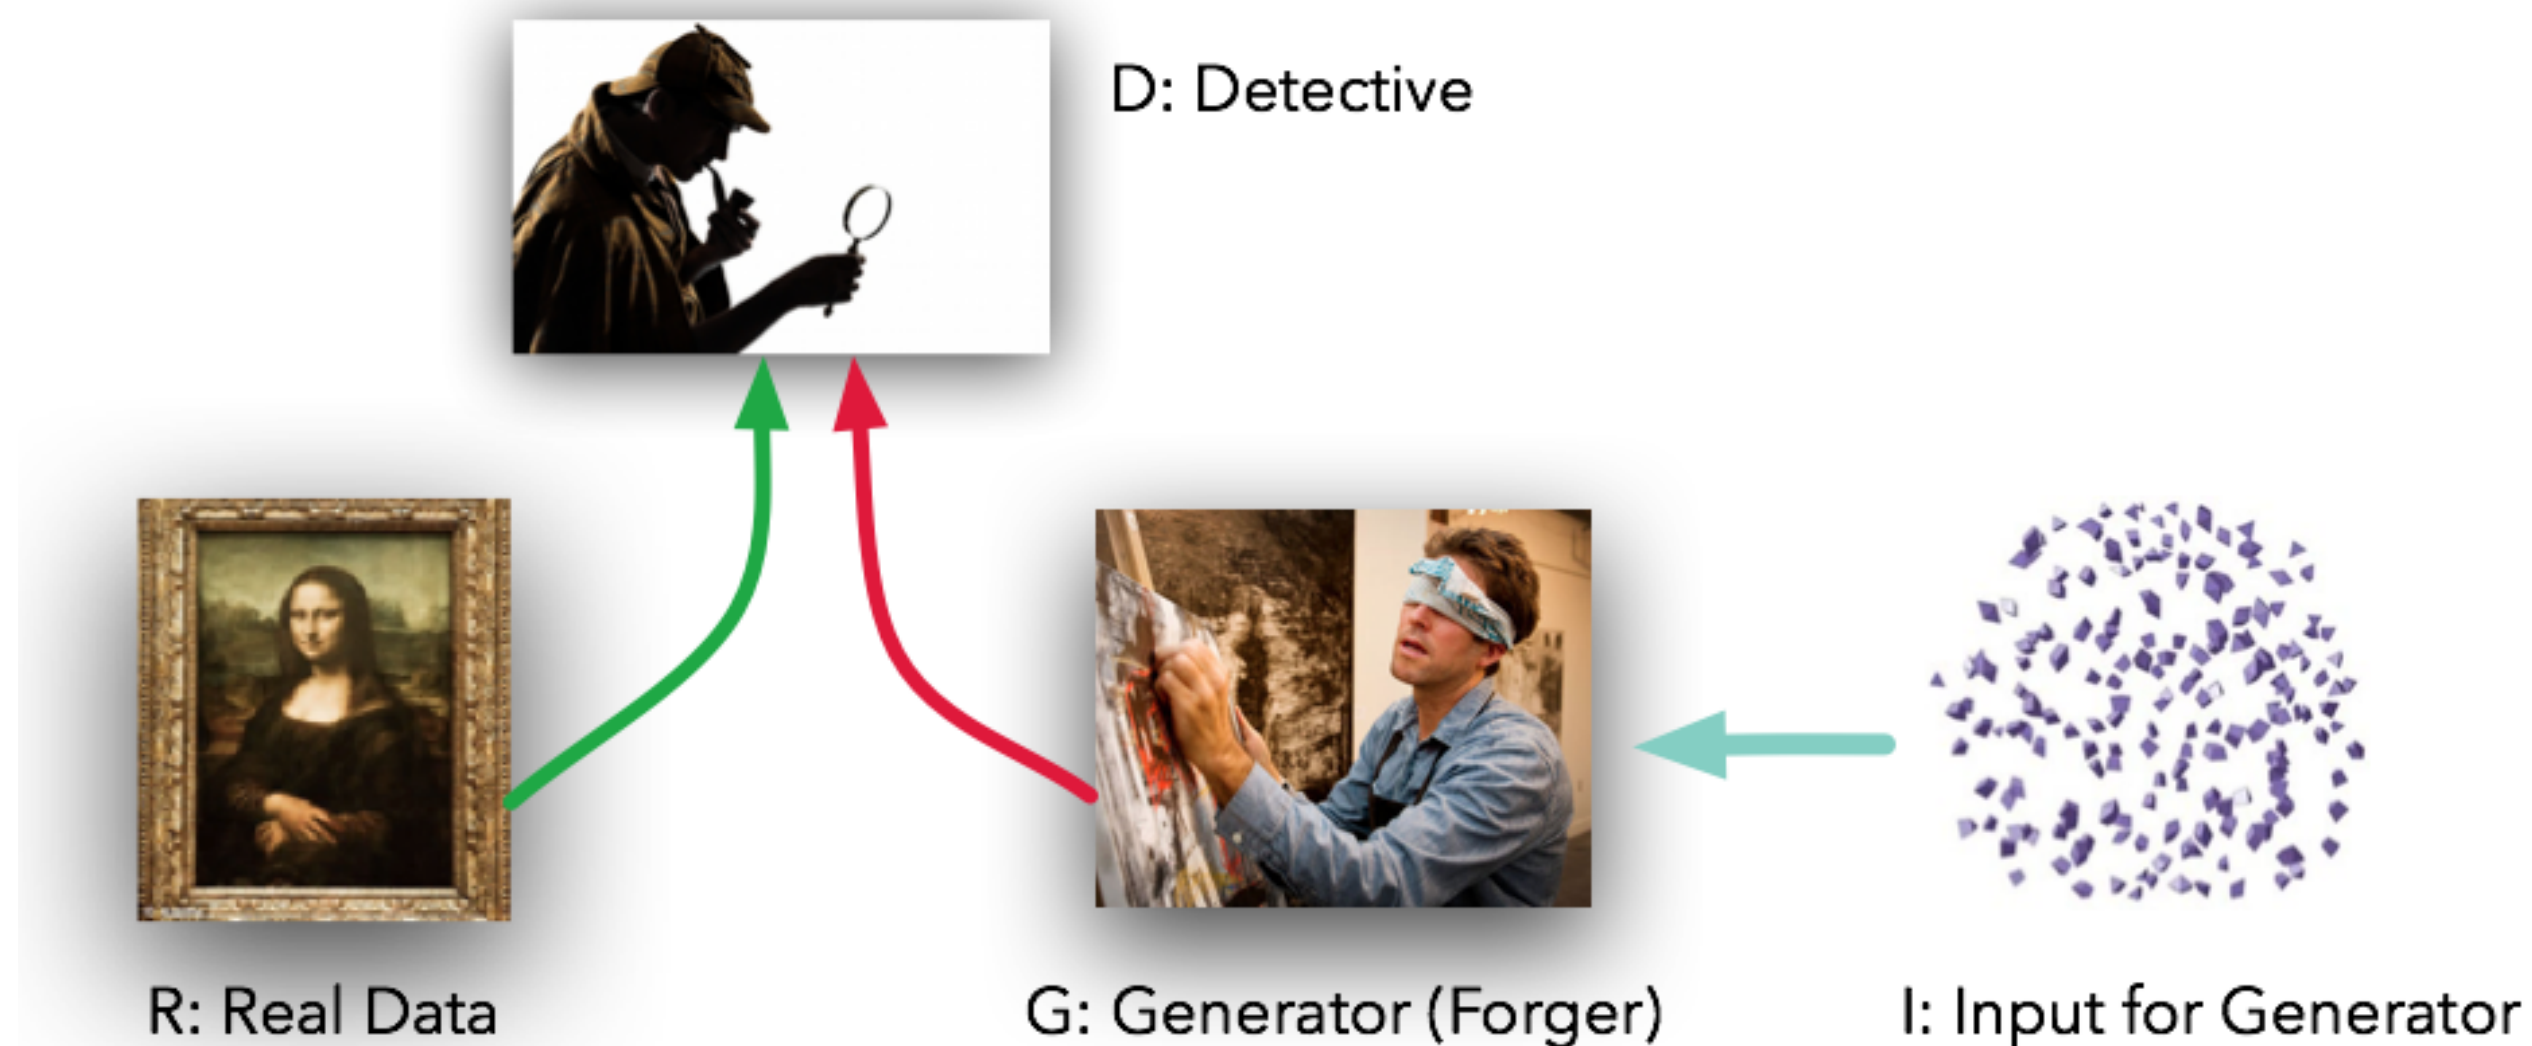 D: Detective
R: Real Data
G: Generator (Forger)
I: Input for Generator